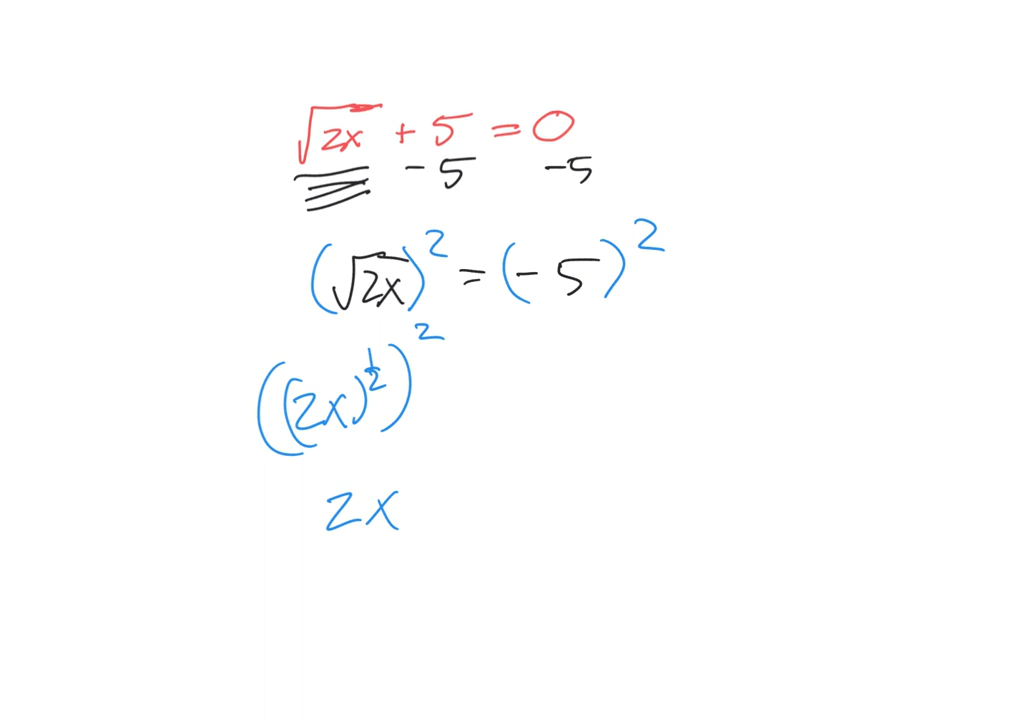 √2x + 5 = 0
- 5 -5
(√2x)² = (- 5)²
((2x)^½)²
2x